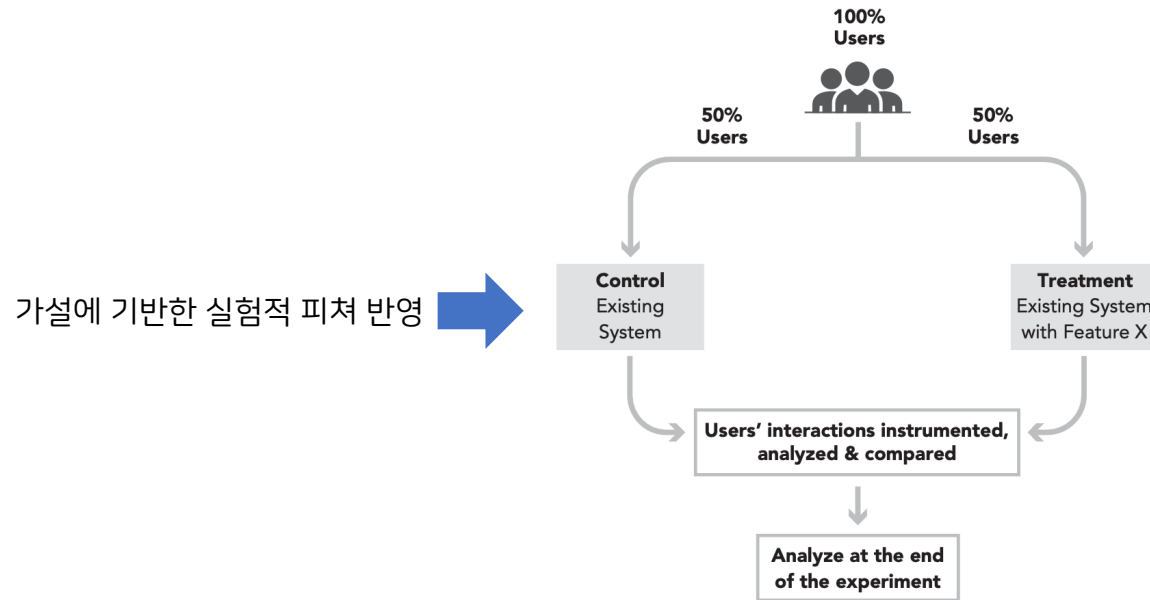 100%
Users
50%
Users
50%
Users
가설에 기반한 실험적 피쳐 반영
Control
Existing
System
Treatment
Existing System
with Feature X
Users’ interactions instrumented,
analyzed & compared
Analyze at the end
of the experiment